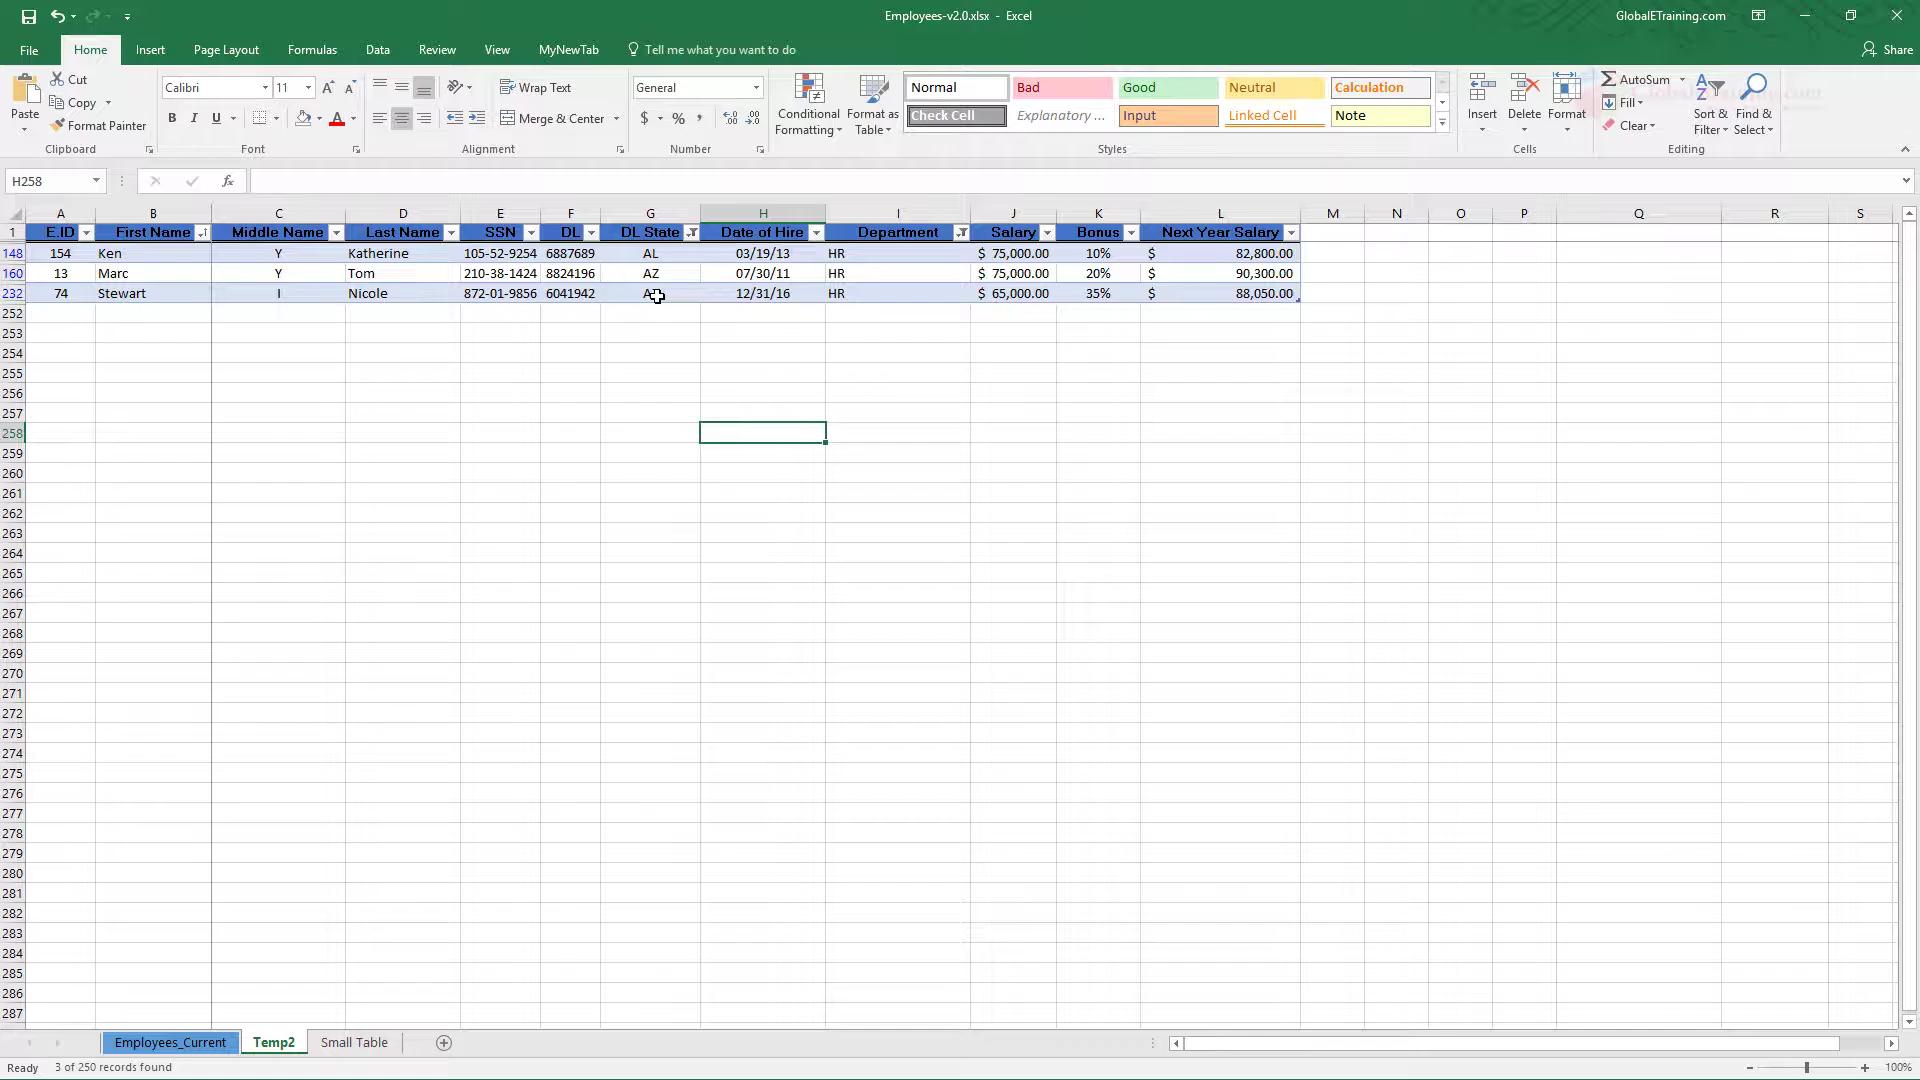 Employees-v2.0.xlsx - Excel
GlobalETraining.com
File Home Insert Page Layout Formulas Data Review View MyNewTab Tell me what you want to do Share
Paste Cut Copy Format Painter Clipboard
Calibri 11 A A B I U A Font
Wrap Text Merge & Center Alignment
General $ % , Number
Conditional Formatting Format as Table
Normal Bad Good Neutral Calculation
Check Cell Explanatory ... Input Linked Cell Note
Styles
Insert Delete Format Cells
AutoSum Fill Clear Sort & Filter Find & Select Editing
H258 fx
A B C D E F G H I J K L M N O P Q R S
1 E.ID First Name Middle Name Last Name SSN DL DL State Date of Hire Department Salary Bonus Next Year Salary
148 154 Ken Y Katherine 105-52-9254 6887689 AL 03/19/13 HR $ 75,000.00 10% $ 82,800.00
160 13 Marc Y Tom 210-38-1424 8824196 AZ 07/30/11 HR $ 75,000.00 20% $ 90,300.00
232 74 Stewart I Nicole 872-01-9856 6041942 12/31/16 HR $ 65,000.00 35% $ 88,050.00
252
253
254
255
256
257
258
259
260
261
262
263
264
265
266
267
268
269
270
271
272
273
274
275
276
277
278
279
280
281
282
283
284
285
286
287
Employees_Current Temp2 Small Table
Ready 3 of 250 records found 100%